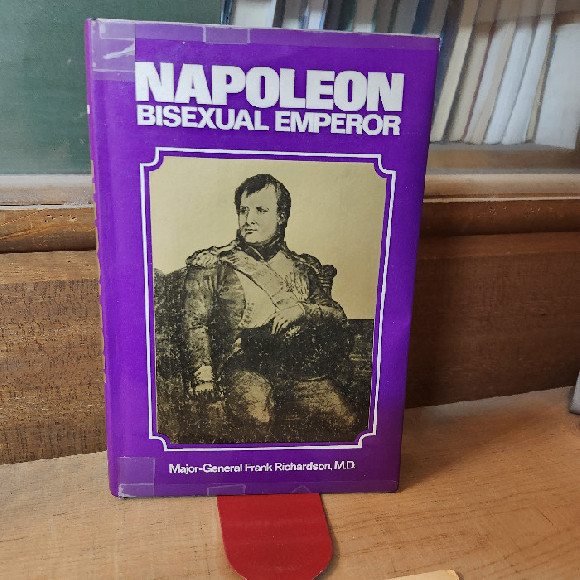 NAPOLEON
BISEXUAL EMPEROR
Major-General Frank Richardson, M.D.